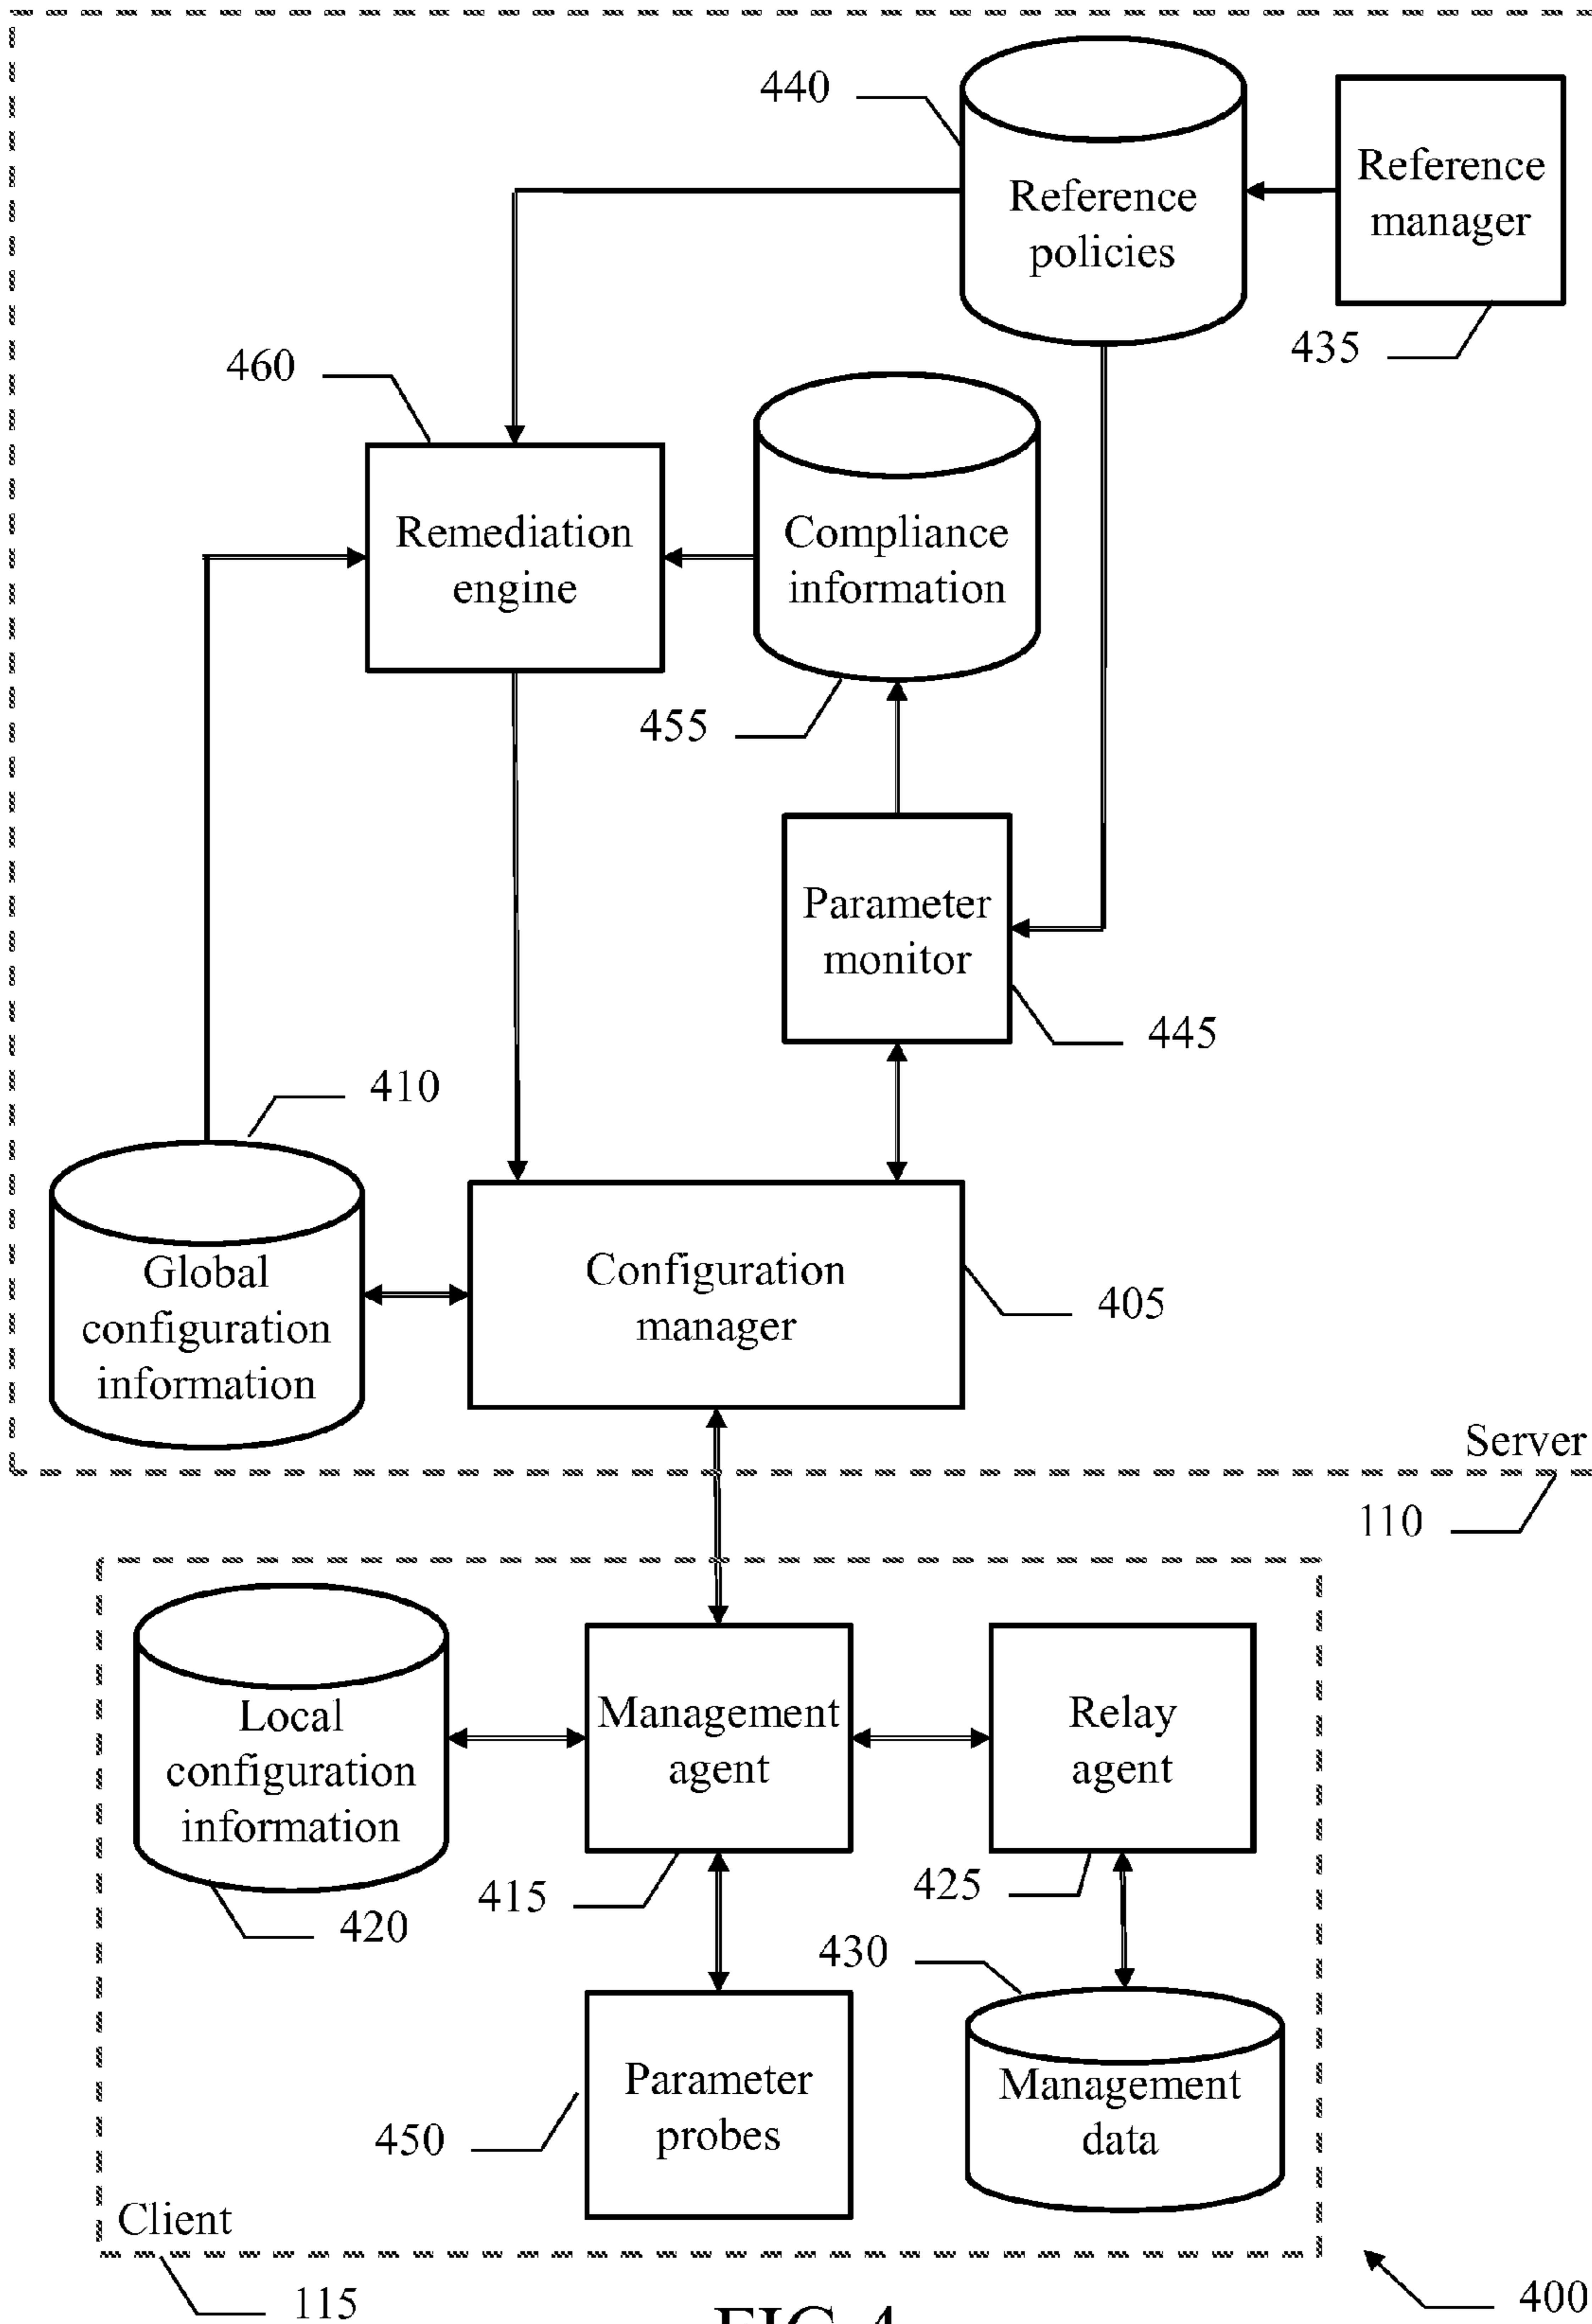 440
Reference
policies
Reference
manager
435
460
Remediation
engine
Compliance
information
455
Parameter
monitor
445
410
Global
configuration
information
Configuration
manager
405
Server
110
Local
configuration
information
420
Management
agent
415
Relay
agent
425
430
Parameter
probes
450
Management
data
Client
115
400
FIG.4